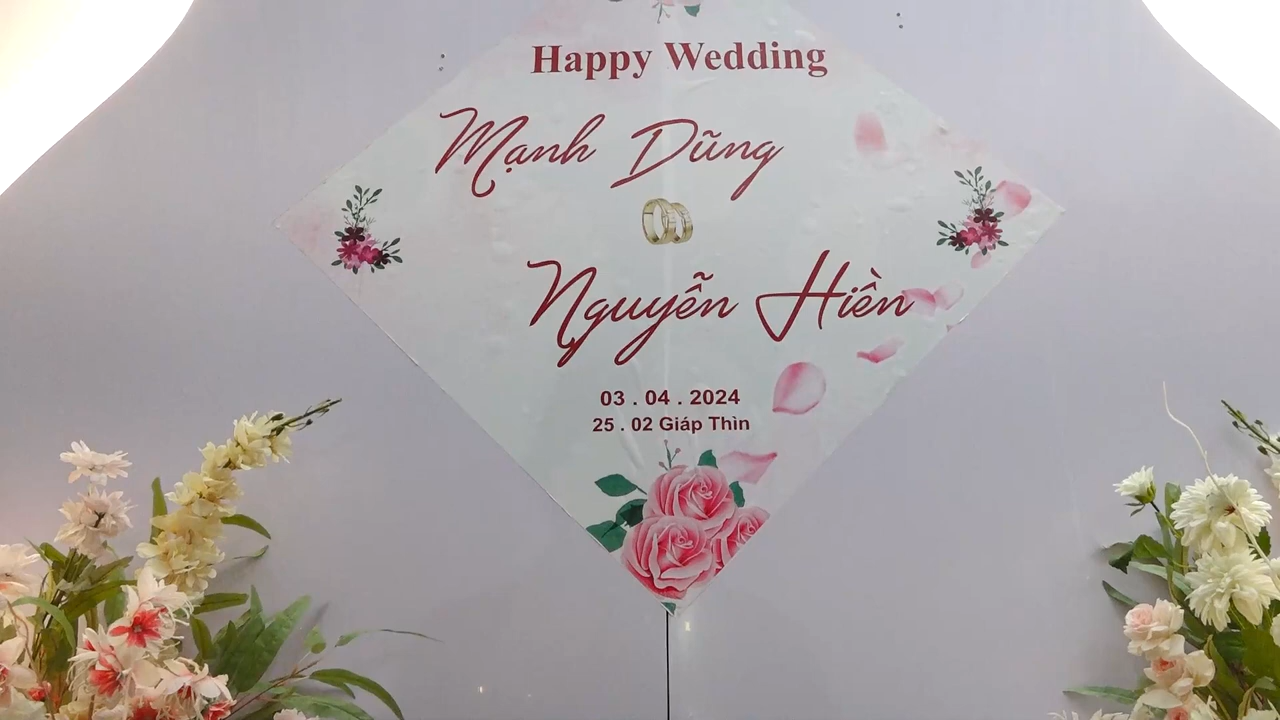 Happy Wedding
Mạnh Dũng
Nguyễn Hiền
03 . 04 . 2024
25 . 02 Giáp Thìn